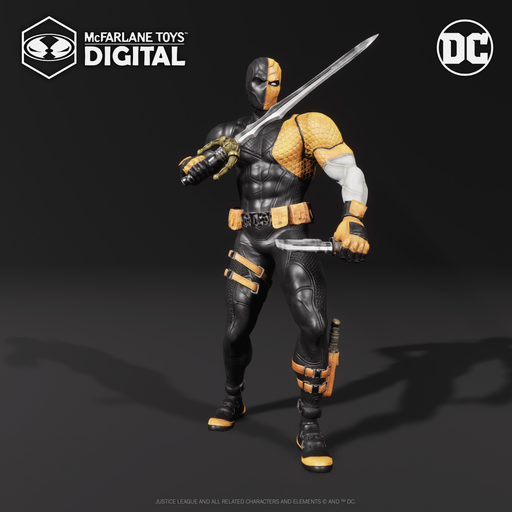 McFARLANE TOYS™
DIGITAL
DC
JUSTICE LEAGUE AND ALL RELATED CHARACTERS AND ELEMENTS © AND ™ DC.